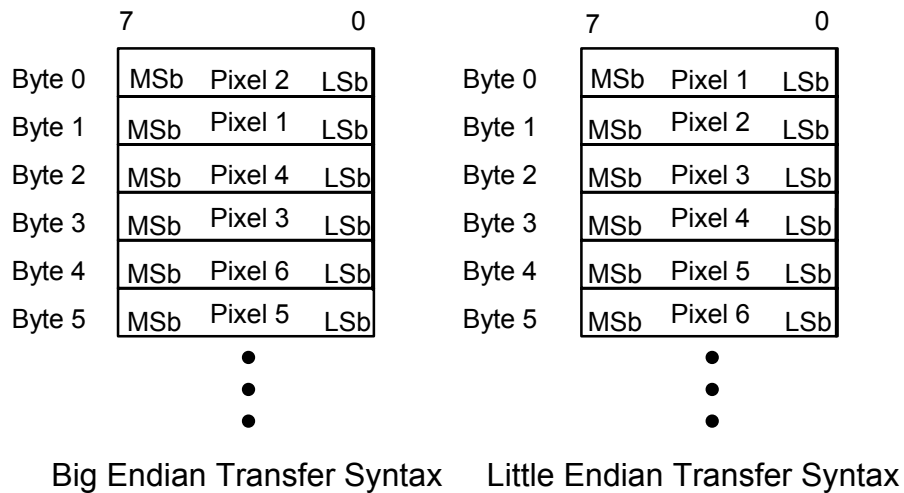 7 0 7 0
Byte 0 MSb Pixel 2 LSb Byte 0 MSb Pixel 1 LSb
Byte 1 MSb Pixel 1 LSb Byte 1 MSb Pixel 2 LSb
Byte 2 MSb Pixel 4 LSb Byte 2 MSb Pixel 3 LSb
Byte 3 MSb Pixel 3 LSb Byte 3 MSb Pixel 4 LSb
Byte 4 MSb Pixel 6 LSb Byte 4 MSb Pixel 5 LSb
Byte 5 MSb Pixel 5 LSb Byte 5 MSb Pixel 6 LSb
Big Endian Transfer Syntax Little Endian Transfer Syntax